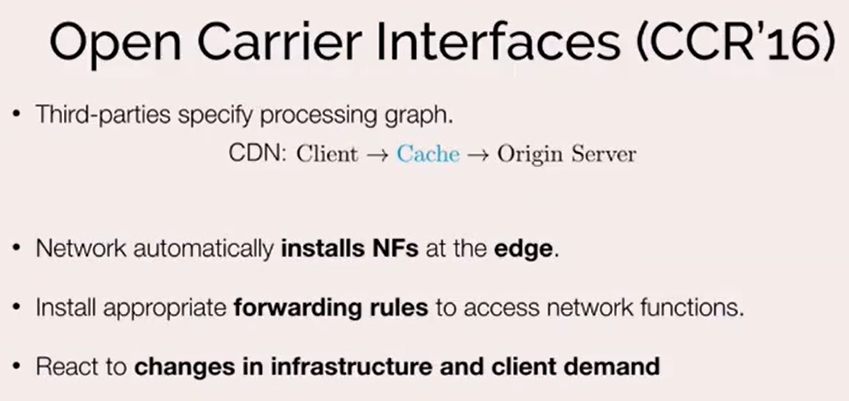 Open Carrier Interfaces (CCR'16)
• Third-parties specify processing graph.
CDN: Client → Cache → Origin Server
• Network automatically installs NFs at the edge.
• Install appropriate forwarding rules to access network functions.
• React to changes in infrastructure and client demand